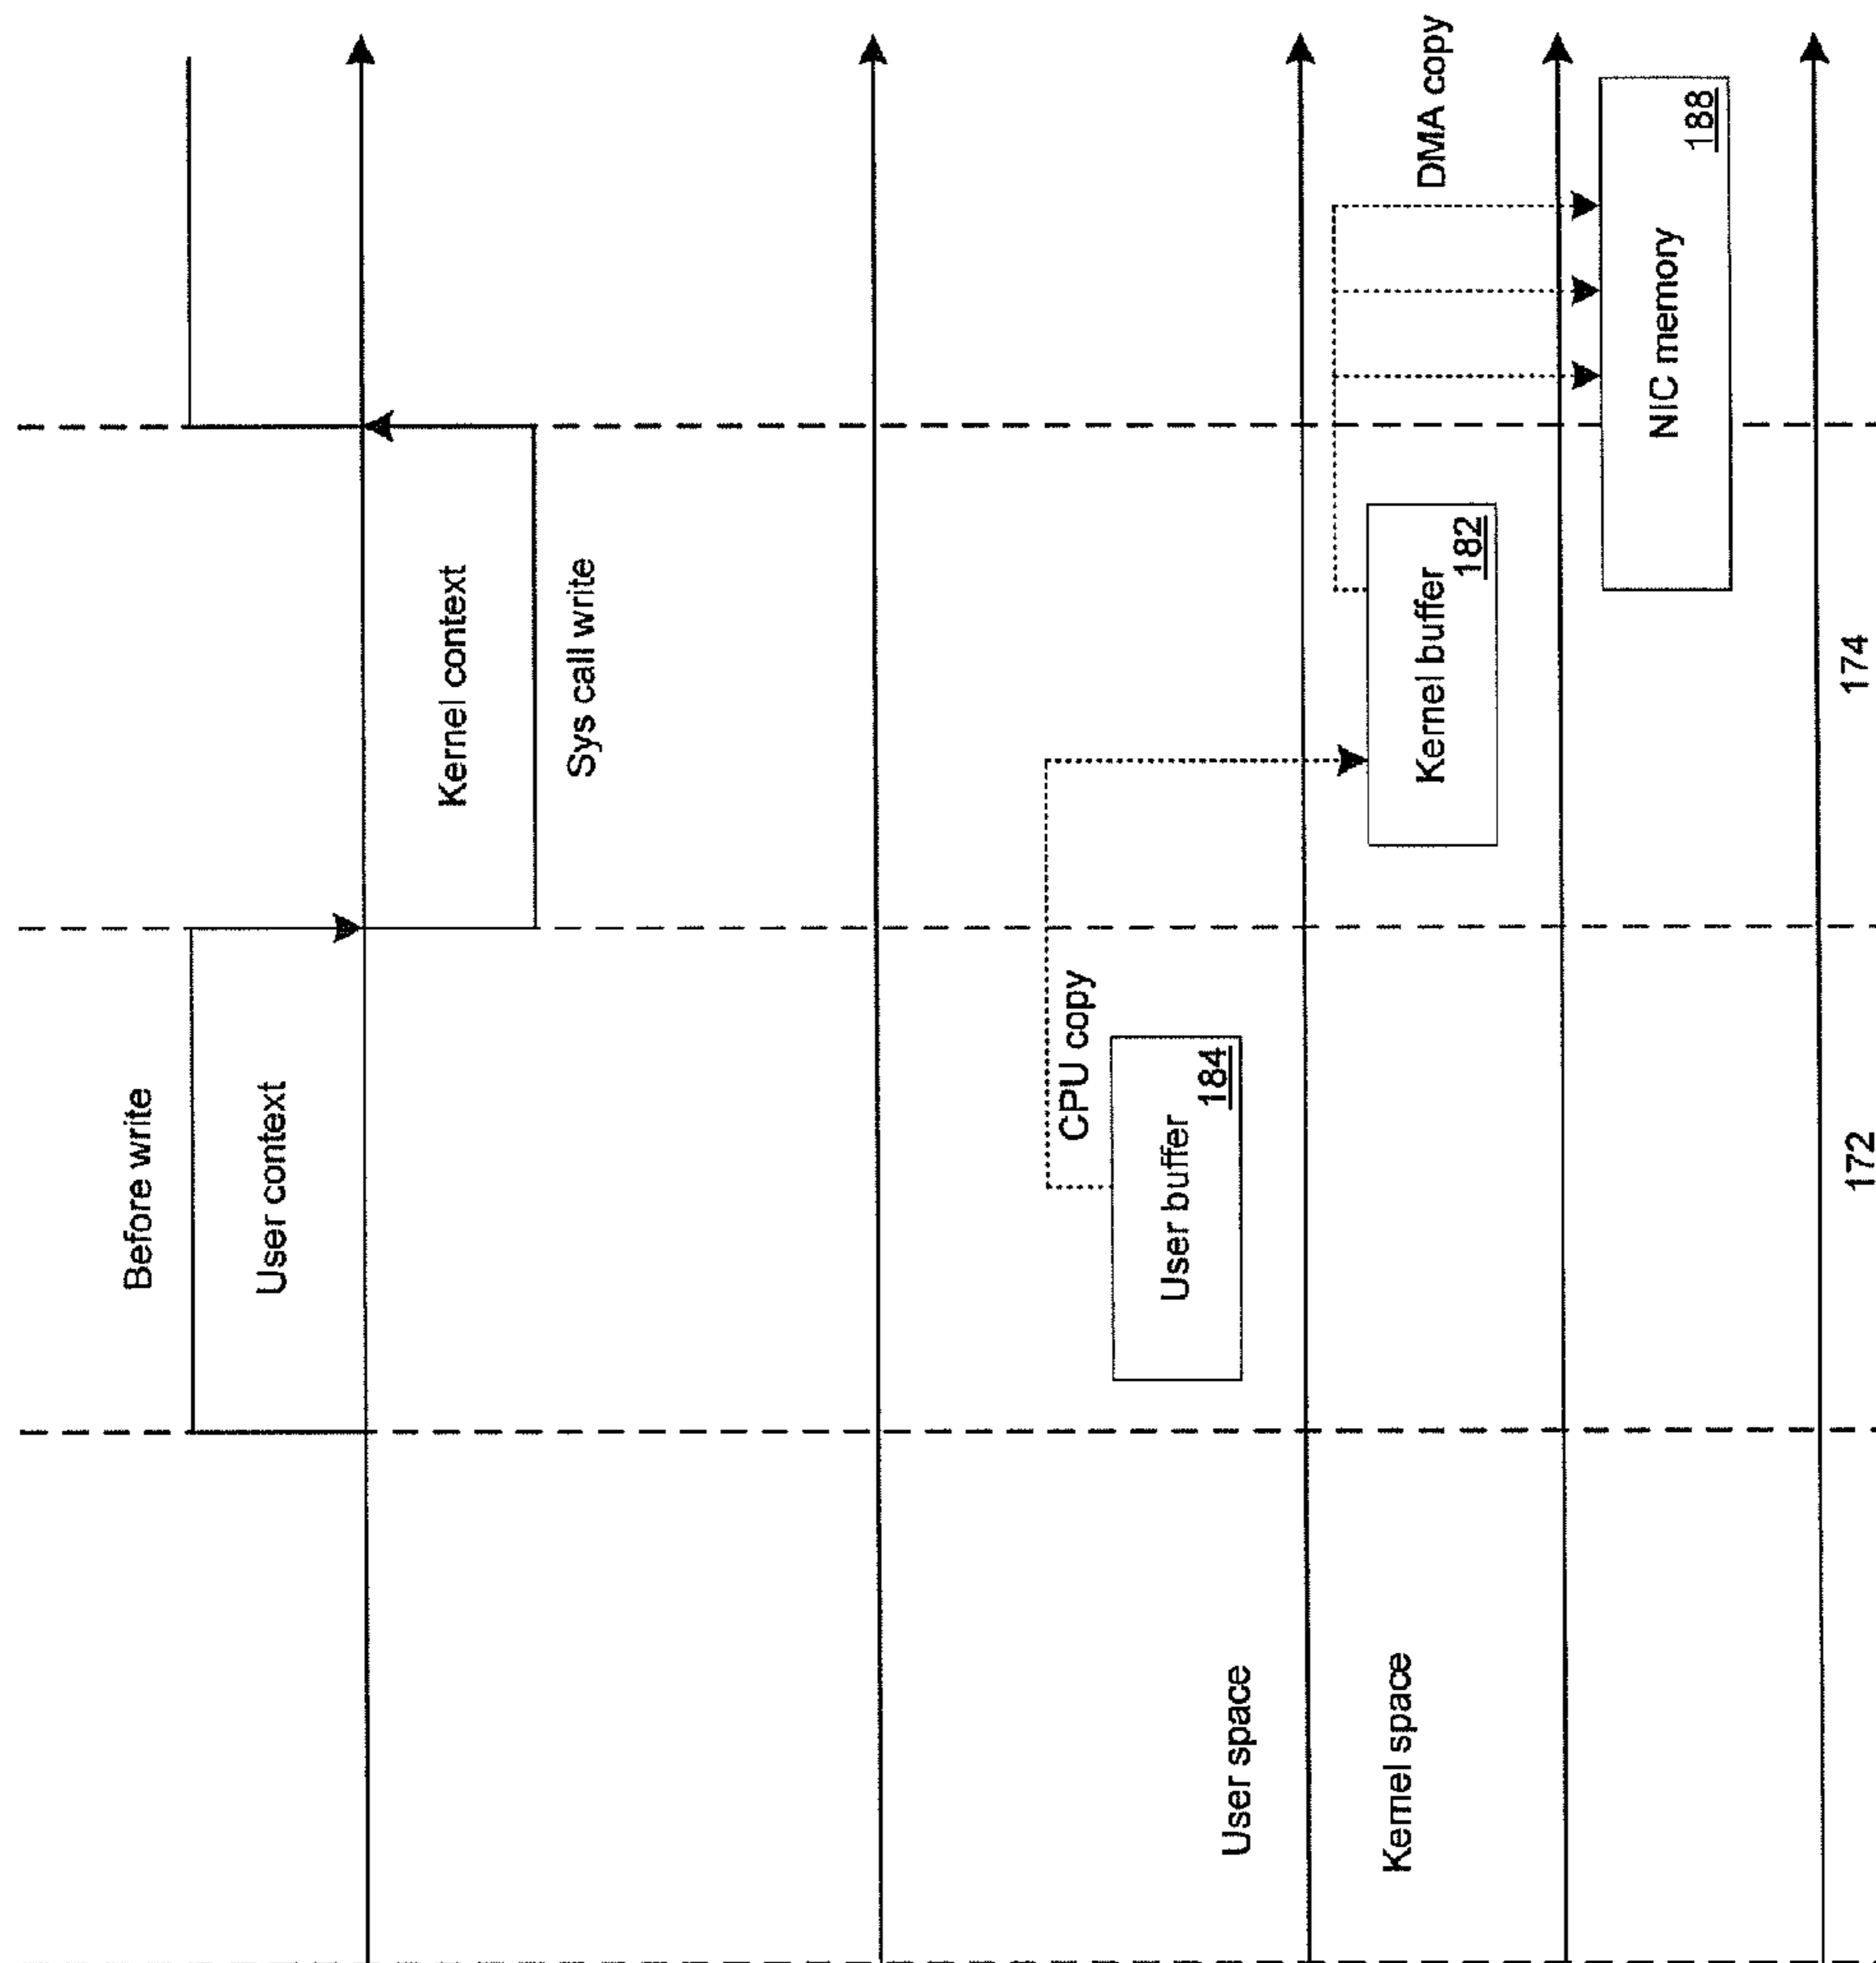 Before write
User context
Kernel context
Sys call write
CPU copy
User buffer
184
User space
Kernel space
Kernel buffer
182
DMA copy
NIC memory
188
172
174